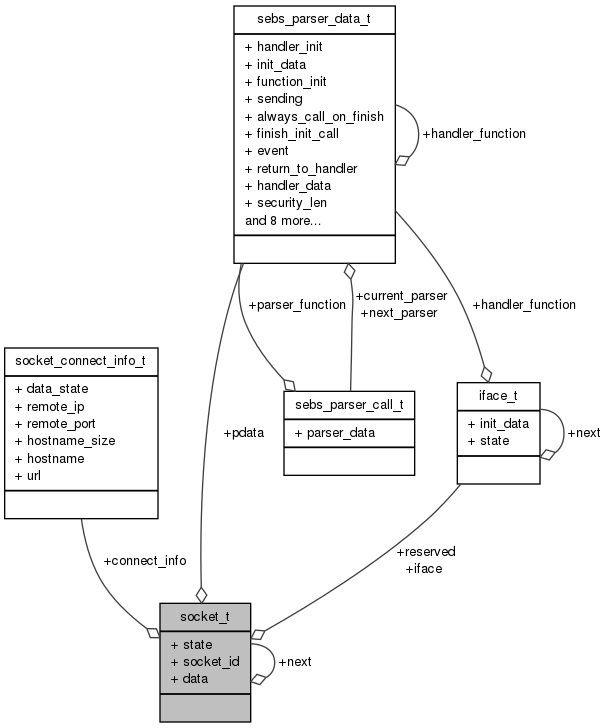 sebs_parser_data_t
+ handler_init
+ init_data
+ function_init
+ sending
+ always_call_on_finish
+ finish_init_call
+ event
+ return_to_handler
+ handler_data
+ security_len
and 8 more...
+handler_function
+parser_function
+current_parser
+next_parser
+handler_function
socket_connect_info_t
+ data_state
+ remote_ip
+ remote_port
+ hostname_size
+ hostname
+ url
+pdata
sebs_parser_call_t
+ parser_data
iface_t
+ init_data
+ state
+next
+connect_info
+reserved
+iface
socket_t
+ state
+ socket_id
+ data
+next